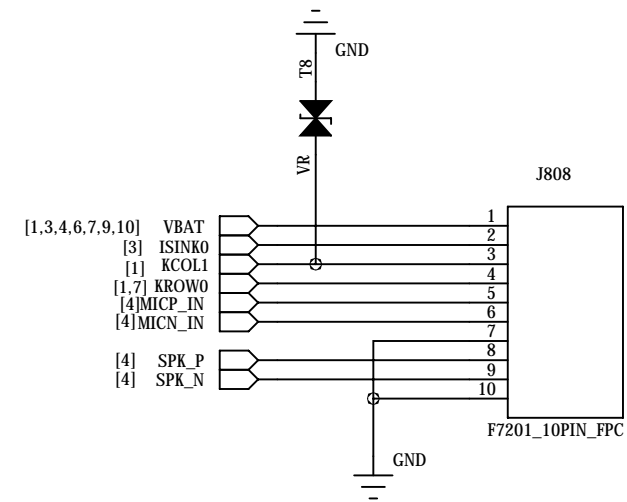 GND
T8
VR
J808
[1,3,4,6,7,9,10] VBAT
[3] ISINK0
[1] KCOL1
[1,7] KROW0
[4]MICP_IN
[4]MICN_IN
[4] SPK_P
[4] SPK_N
1
2
3
4
5
6
7
8
9
10
F7201_10PIN_FPC
GND